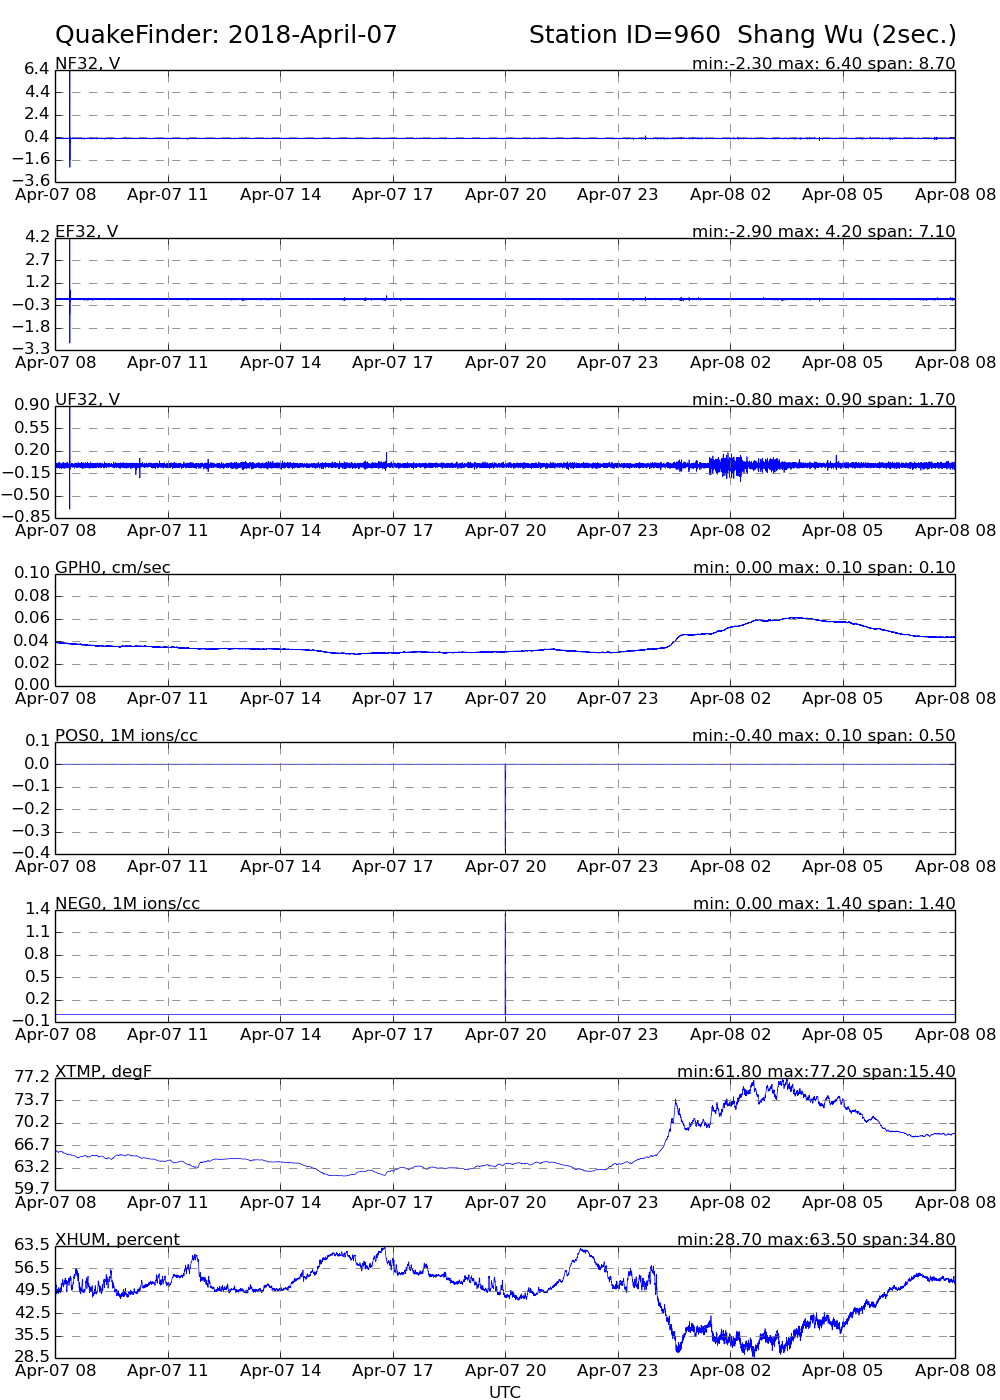 QuakeFinder: 2018-April-07 Station ID=960 Shang Wu (2sec.)
NF32, V min:-2.30 max: 6.40 span: 8.70
6.4
4.4
2.4
0.4
−1.6
−3.6
Apr-07 08 Apr-07 11 Apr-07 14 Apr-07 17 Apr-07 20 Apr-07 23 Apr-08 02 Apr-08 05 Apr-08 08
EF32, V min:-2.90 max: 4.20 span: 7.10
4.2
2.7
1.2
−0.3
−1.8
−3.3
Apr-07 08 Apr-07 11 Apr-07 14 Apr-07 17 Apr-07 20 Apr-07 23 Apr-08 02 Apr-08 05 Apr-08 08
UF32, V min:-0.80 max: 0.90 span: 1.70
0.90
0.55
0.20
−0.15
−0.50
−0.85
Apr-07 08 Apr-07 11 Apr-07 14 Apr-07 17 Apr-07 20 Apr-07 23 Apr-08 02 Apr-08 05 Apr-08 08
GPH0, cm/sec min: 0.00 max: 0.10 span: 0.10
0.10
0.08
0.06
0.04
0.02
0.00
Apr-07 08 Apr-07 11 Apr-07 14 Apr-07 17 Apr-07 20 Apr-07 23 Apr-08 02 Apr-08 05 Apr-08 08
POS0, 1M ions/cc min:-0.40 max: 0.10 span: 0.50
0.1
0.0
−0.1
−0.2
−0.3
−0.4
Apr-07 08 Apr-07 11 Apr-07 14 Apr-07 17 Apr-07 20 Apr-07 23 Apr-08 02 Apr-08 05 Apr-08 08
NEG0, 1M ions/cc min: 0.00 max: 1.40 span: 1.40
1.4
1.1
0.8
0.5
0.2
−0.1
Apr-07 08 Apr-07 11 Apr-07 14 Apr-07 17 Apr-07 20 Apr-07 23 Apr-08 02 Apr-08 05 Apr-08 08
XTMP, degF min:61.80 max:77.20 span:15.40
77.2
73.7
70.2
66.7
63.2
59.7
Apr-07 08 Apr-07 11 Apr-07 14 Apr-07 17 Apr-07 20 Apr-07 23 Apr-08 02 Apr-08 05 Apr-08 08
XHUM, percent min:28.70 max:63.50 span:34.80
63.5
56.5
49.5
42.5
35.5
28.5
Apr-07 08 Apr-07 11 Apr-07 14 Apr-07 17 Apr-07 20 Apr-07 23 Apr-08 02 Apr-08 05 Apr-08 08
UTC